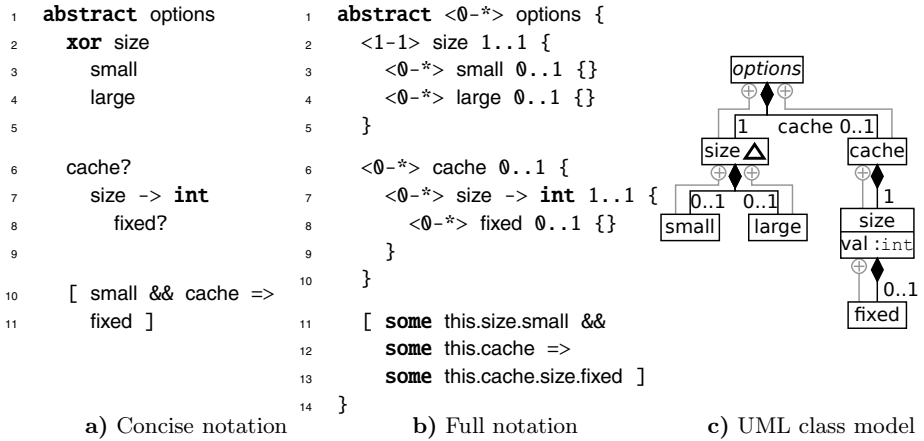 1 abstract options
2 xor size
3 small
4 large
5
6 cache?
7 size -> int
8 fixed?
9
10 [ small && cache =>
11 fixed ]
a) Concise notation
1 abstract <0-*> options {
2 <1-1> size 1..1 {
3 <0-*> small 0..1 {}
4 <0-*> large 0..1 {}
5 }
6 <0-*> cache 0..1 {
7 <0-*> size -> int 1..1 {
8 <0-*> fixed 0..1 {}
9 }
10 }
11 [ some this.size.small &&
12 some this.cache =>
13 some this.cache.size.fixed ]
14 }
b) Full notation
options
1 cache 0..1
size cache
0..1 0..1 1
small large size
val :int
0..1
fixed
c) UML class model